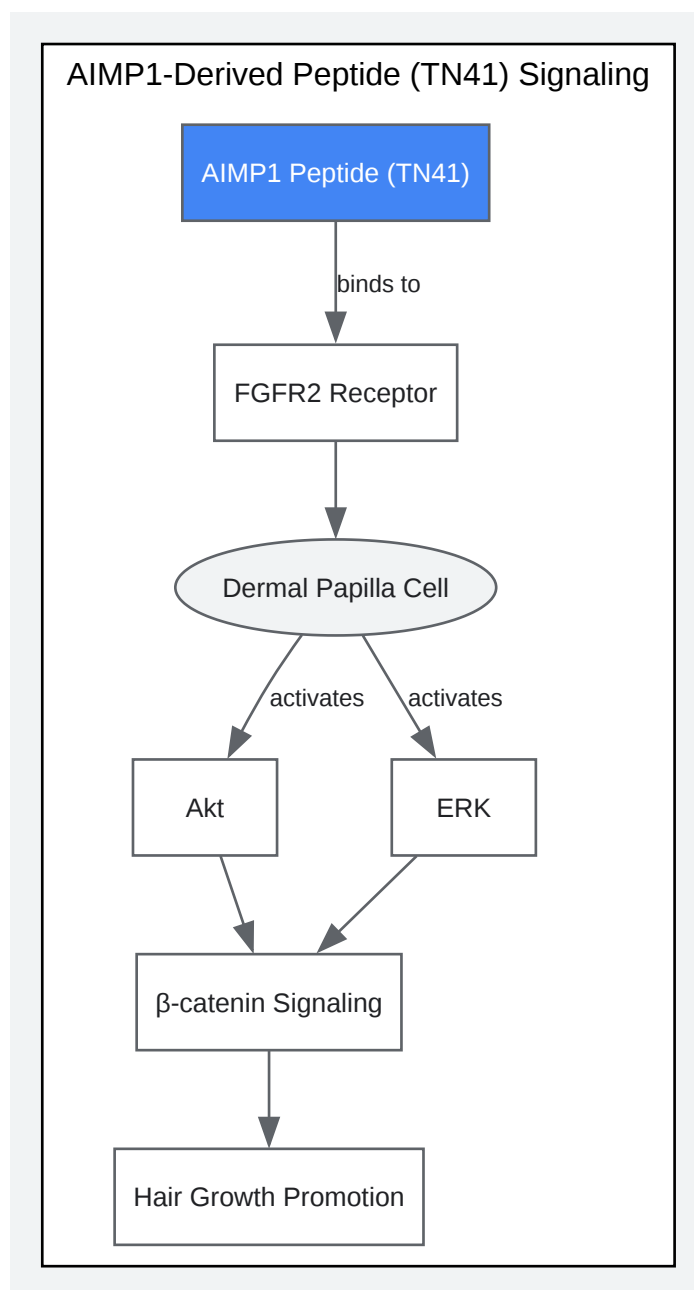 AIMP1-Derived Peptide (TN41) Signaling
AIMP1 Peptide (TN41)
binds to
FGFR2 Receptor
Dermal Papilla Cell
activates
activates
Akt
ERK
β-catenin Signaling
Hair Growth Promotion